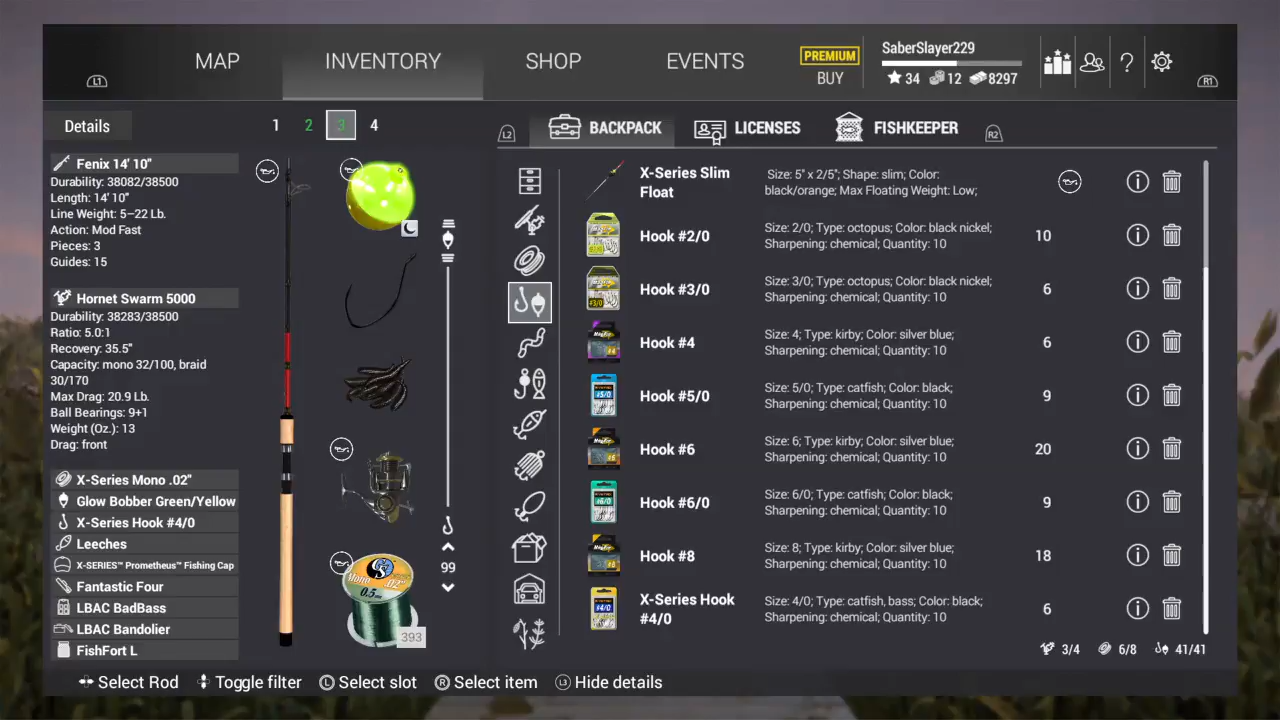 MAP
INVENTORY
SHOP
EVENTS
PREMIUM
BUY
SaberSlayer229
34 12 8297
L1
?
R1
Details
1 2 3 4
L2
BACKPACK
LICENSES
FISHKEEPER
R2
Fenix 14' 10"
Durability: 38082/38500
Length: 14' 10"
Line Weight: 5–22 Lb.
Action: Mod Fast
Pieces: 3
Guides: 15
Hornet Swarm 5000
Durability: 38283/38500
Ratio: 5.0:1
Recovery: 35.5"
Capacity: mono 32/100, braid
30/170
Max Drag: 20.9 Lb.
Ball Bearings: 9+1
Weight (Oz.): 13
Drag: front
X-Series Mono .02"
Glow Bobber Green/Yellow
X-Series Hook #4/0
Leeches
X-SERIES™ Prometheus™ Fishing Cap
Fantastic Four
LBAC BadBass
LBAC Bandolier
FishFort L
99
Mono .02"
0.5mm
393
X-Series Slim
Float
Size: 5" x 2/5"; Shape: slim; Color:
black/orange; Max Floating Weight: Low;
Hook #2/0
Size: 2/0; Type: octopus; Color: black nickel;
Sharpening: chemical; Quantity: 10
10
Hook #3/0
Size: 3/0; Type: octopus; Color: black nickel;
Sharpening: chemical; Quantity: 10
6
Hook #4
Size: 4; Type: kirby; Color: silver blue;
Sharpening: chemical; Quantity: 10
6
Hook #5/0
Size: 5/0; Type: catfish; Color: black;
Sharpening: chemical; Quantity: 10
9
Hook #6
Size: 6; Type: kirby; Color: silver blue;
Sharpening: chemical; Quantity: 10
20
Hook #6/0
Size: 6/0; Type: catfish; Color: black;
Sharpening: chemical; Quantity: 10
9
Hook #8
Size: 8; Type: kirby; Color: silver blue;
Sharpening: chemical; Quantity: 10
18
X-Series Hook
#4/0
Size: 4/0; Type: catfish, bass; Color: black;
Sharpening: chemical; Quantity: 10
6
3/4 6/8 41/41
Select Rod
Toggle filter
L Select slot
R Select item
L3 Hide details